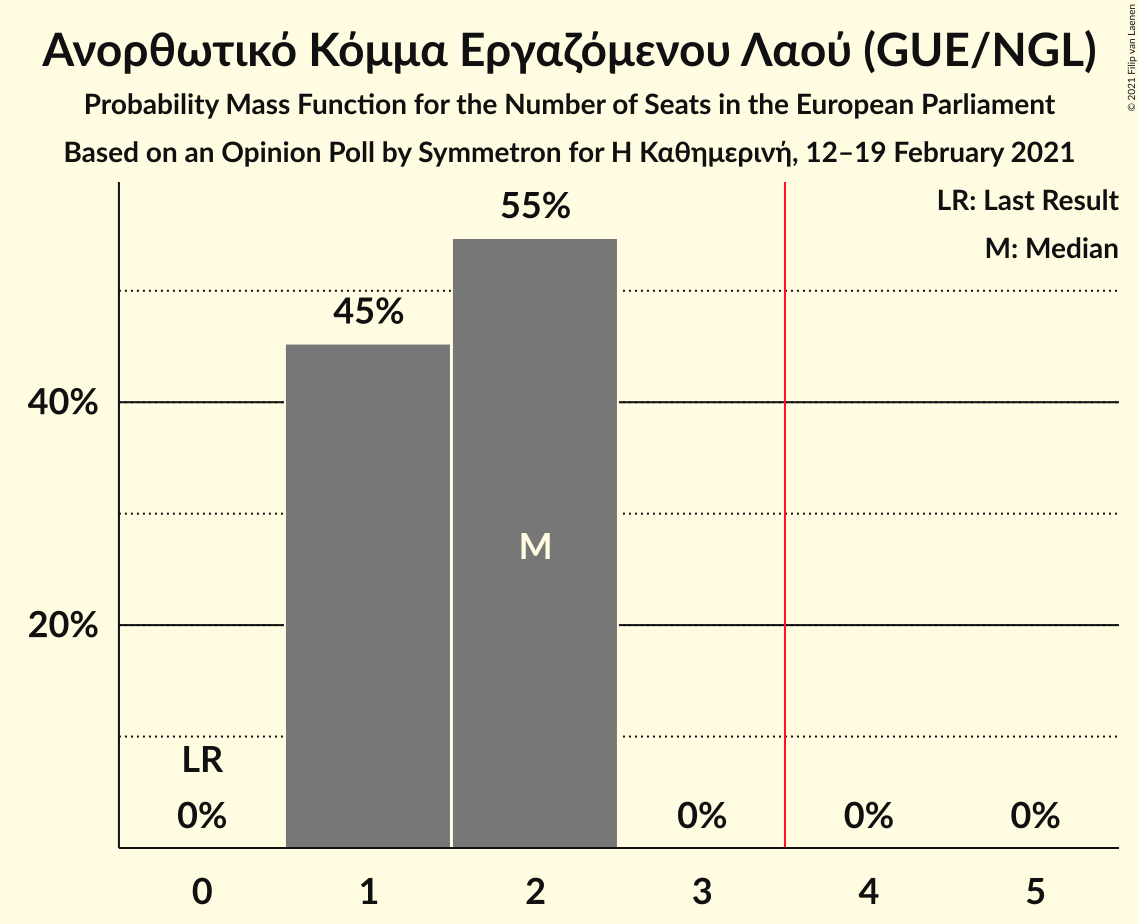 Ανορθωτικό Κόμμα Εργαζόμενου Λαού (GUE/NGL)
Probability Mass Function for the Number of Seats in the European Parliament
Based on an Opinion Poll by Symmetron for Η Καθημερινή, 12–19 February 2021
© 2021 Filip van Laenen
LR: Last Result
M: Median
55%
45%
40%
M
20%
LR
0%
0%
0%
0%
0
1
2
3
4
5